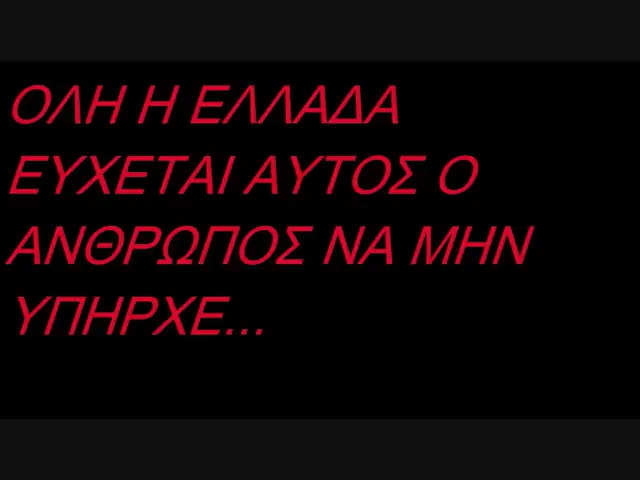 ΟΛΗ Η ΕΛΛΑΔΑ
ΕΥΧΕΤΑΙ ΑΥΤΟΣ Ο
ΑΝΘΡΩΠΟΣ ΝΑ ΜΗΝ
ΥΠΗΡΧΕ...